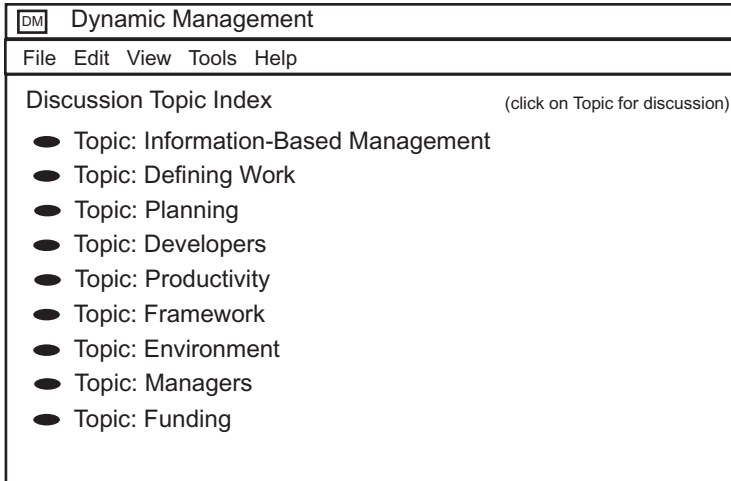 DM Dynamic Management
File Edit View Tools Help
Discussion Topic Index (click on Topic for discussion)
Topic: Information-Based Management
Topic: Defining Work
Topic: Planning
Topic: Developers
Topic: Productivity
Topic: Framework
Topic: Environment
Topic: Managers
Topic: Funding